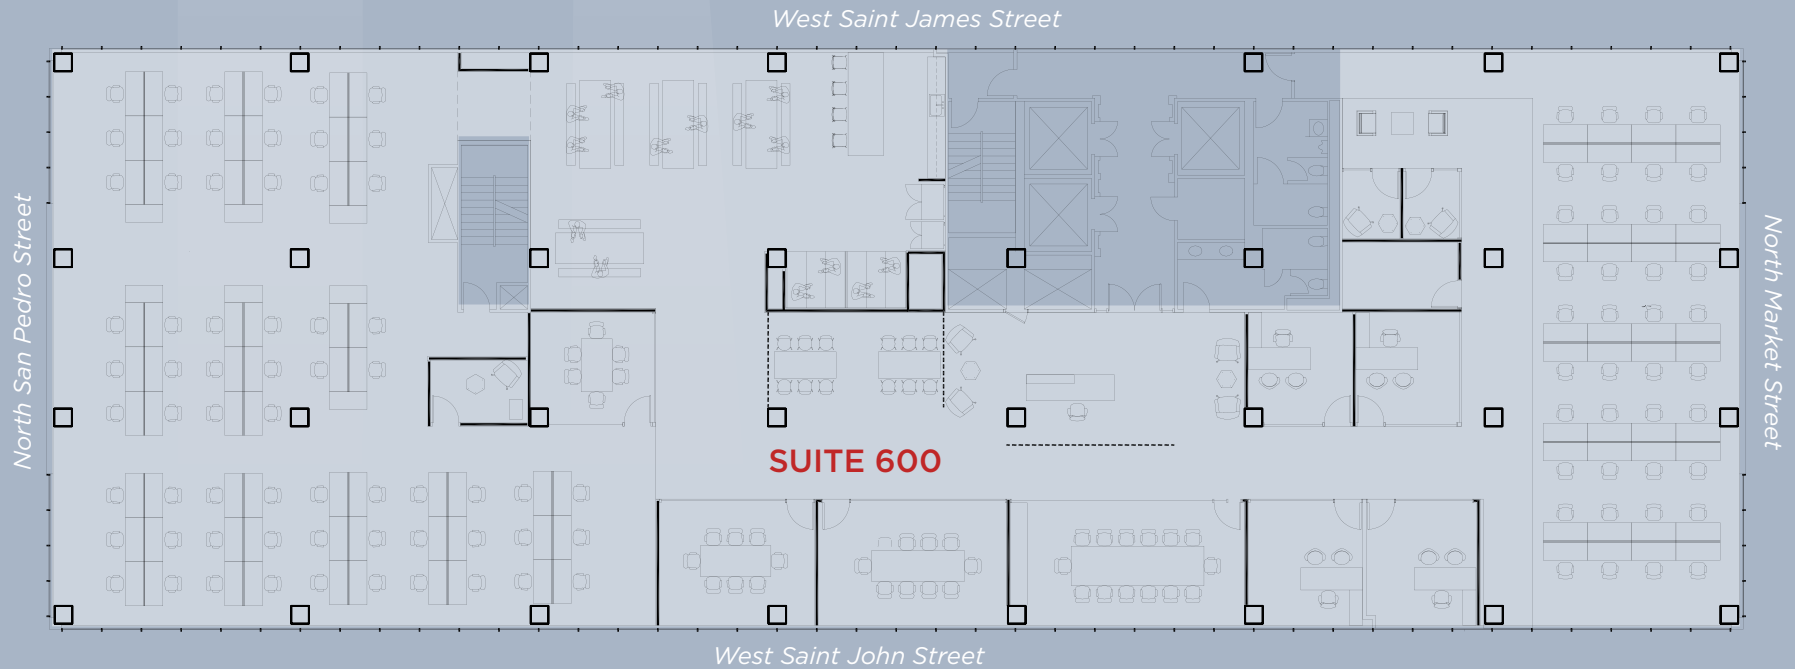 West Saint James Street
North San Pedro Street
North Market Street
SUITE 600
West Saint John Street